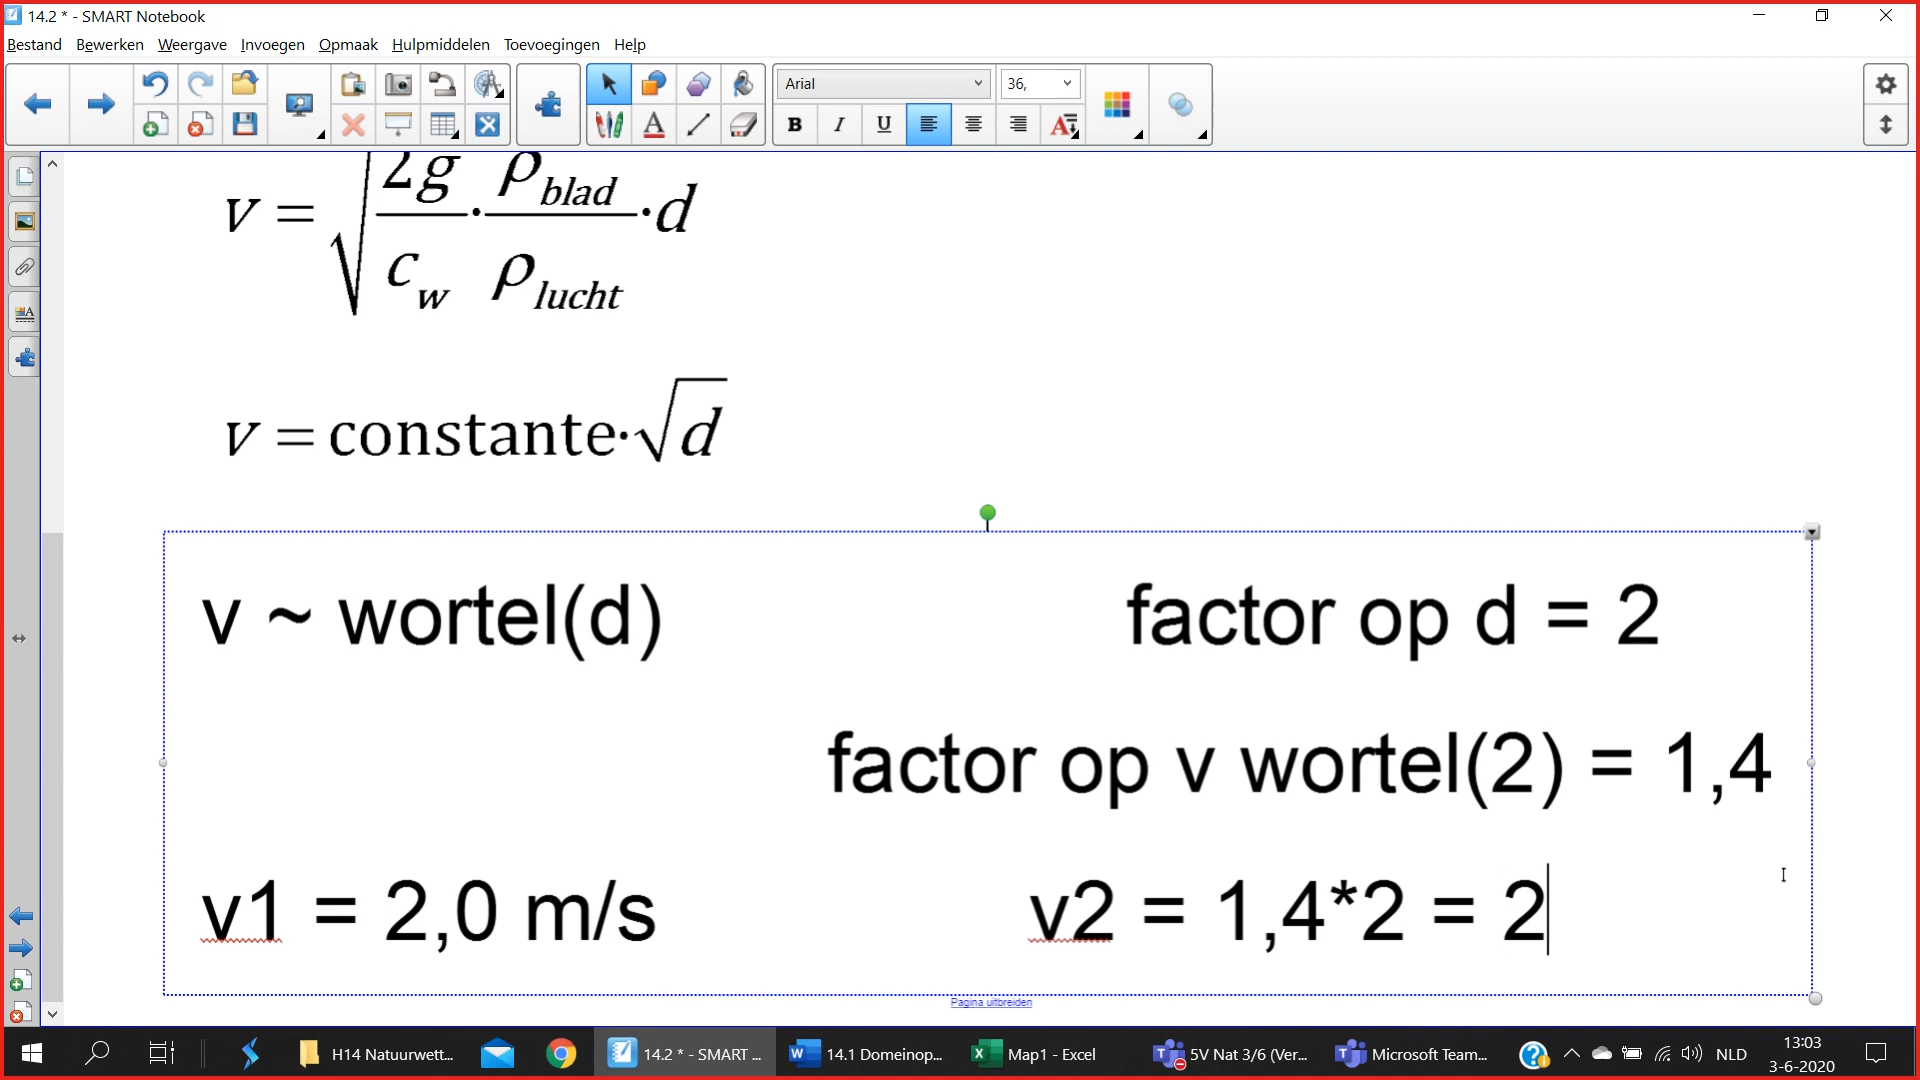 14.2 * - SMART Notebook
Bestand Bewerken Weergave Invoegen Opmaak Hulpmiddelen Toevoegingen Help
Arial 36,
B I U
v = √ 2g/c_w · ρ_blad/ρ_lucht · d
v = constante·√d
v ~ wortel(d) factor op d = 2
factor op v wortel(2) = 1,4
v1 = 2,0 m/s v2 = 1,4*2 = 2
Pagina uitbreiden
H14 Natuurwett... 14.2 * - SMART ... 14.1 Domeinop... Map1 - Excel 5V Nat 3/6 (Ver... Microsoft Team... NLD 13:03
3-6-2020